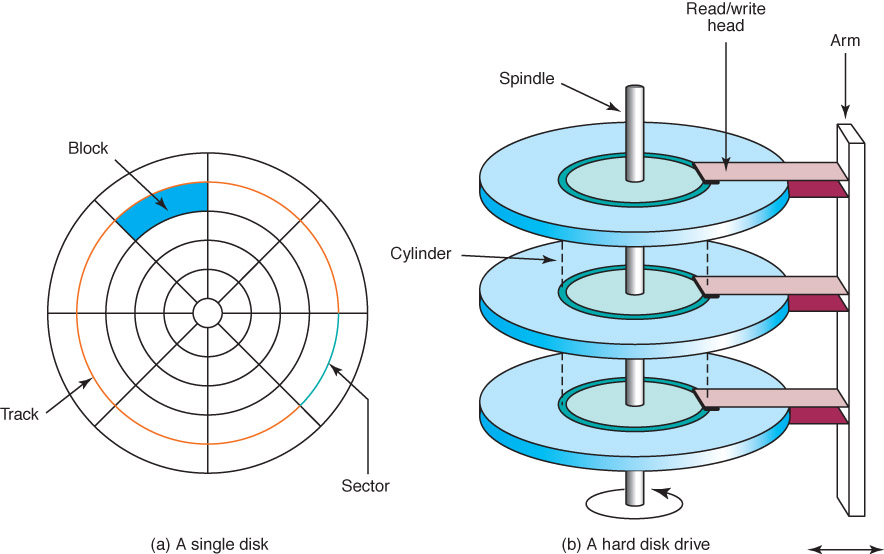 Read/write
head
Arm
Spindle
Block
Cylinder
Track
Sector
(a) A single disk
(b) A hard disk drive